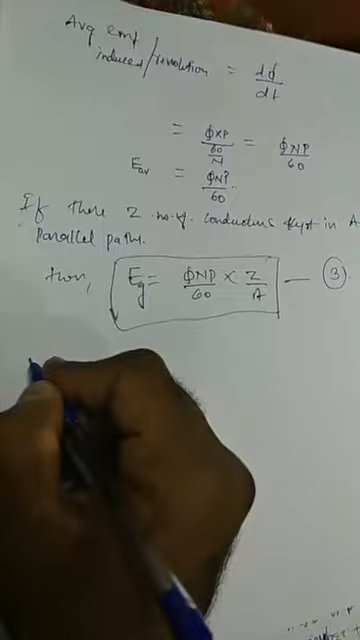 Avg emf
induced/revolution = dϕ/dt
= ϕxP/(60/N) = ϕNP/60
Eav = ϕNP/60
If there Z no. of conductors kept in A
Parallel paths.
then, Eg = ϕNP/60 × Z/A — (3)